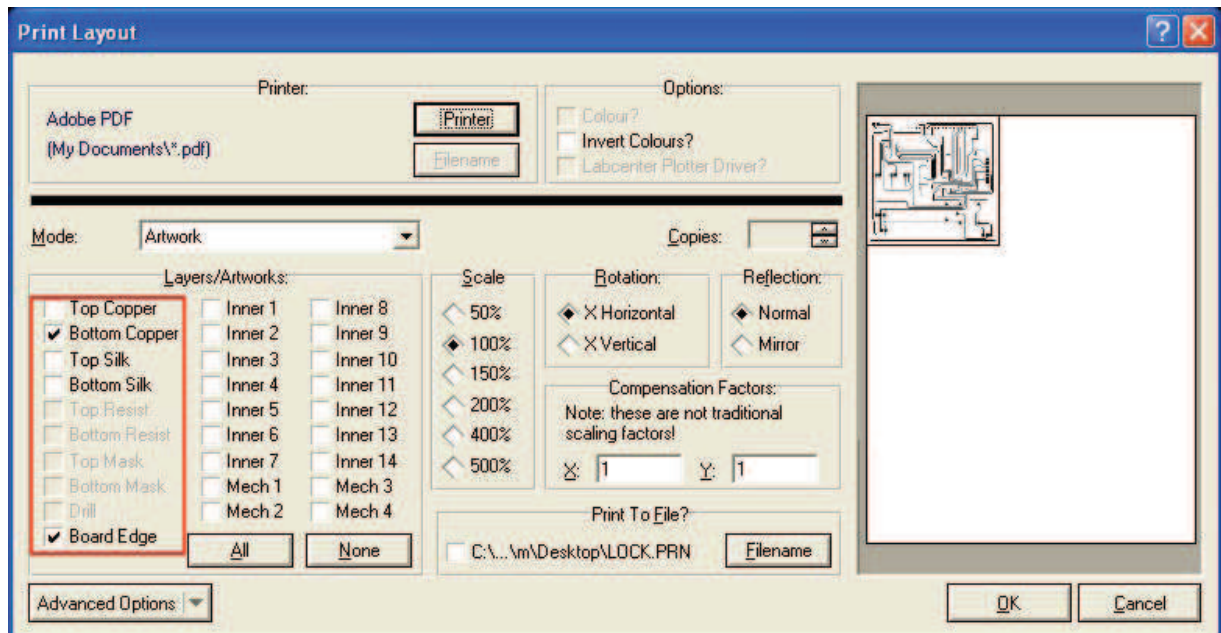 Print Layout
Printer:
Adobe PDF
(My Documents\*.pdf)
Printer
Filename
Options:
Colour?
Invert Colours?
Labcenter Plotter Driver?
Mode:
Artwork
Copies:
Layers/Artworks:
Top Copper
Bottom Copper
Top Silk
Bottom Silk
Top Resist
Bottom Resist
Top Mask
Bottom Mask
Drill
Board Edge
Inner 1
Inner 2
Inner 3
Inner 4
Inner 5
Inner 6
Inner 7
Mech 1
Mech 2
Inner 8
Inner 9
Inner 10
Inner 11
Inner 12
Inner 13
Inner 14
Mech 3
Mech 4
All
None
Scale
50%
100%
150%
200%
400%
500%
Rotation:
X Horizontal
X Vertical
Reflection:
Normal
Mirror
Compensation Factors:
Note: these are not traditional
scaling factors!
X: 1
Y: 1
Print To File?
C:\...\m\Desktop\LOCK.PRN
Filename
Advanced Options
OK
Cancel